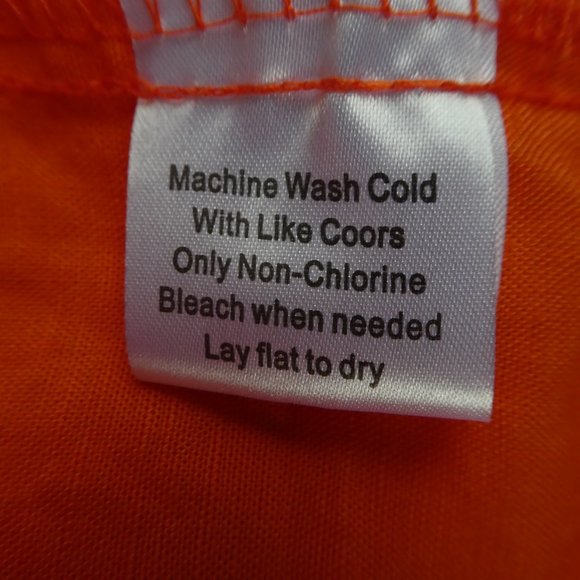 Machine Wash Cold
With Like Coors
Only Non-Chlorine
Bleach when needed
Lay flat to dry